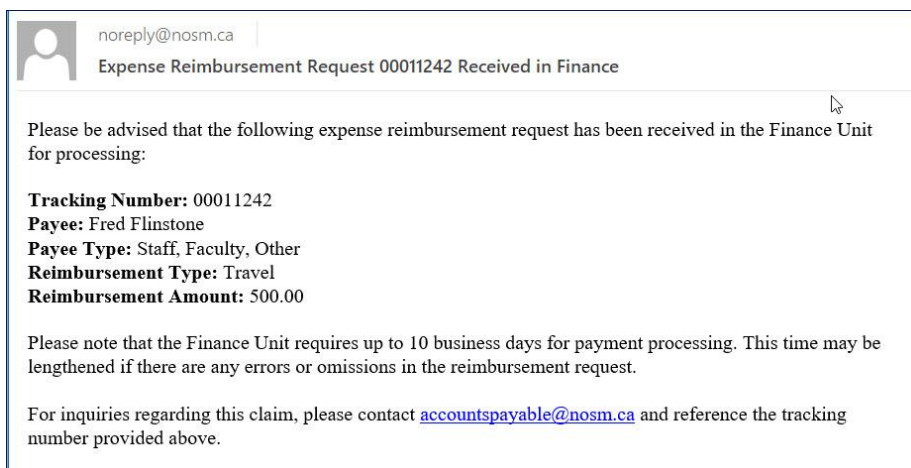 noreply@nosm.ca
Expense Reimbursement Request 00011242 Received in Finance
Please be advised that the following expense reimbursement request has been received in the Finance Unit
for processing:
Tracking Number: 00011242
Payee: Fred Flinstone
Payee Type: Staff, Faculty, Other
Reimbursement Type: Travel
Reimbursement Amount: 500.00
Please note that the Finance Unit requires up to 10 business days for payment processing. This time may be
lengthened if there are any errors or omissions in the reimbursement request.
For inquiries regarding this claim, please contact accountspayable@nosm.ca and reference the tracking
number provided above.